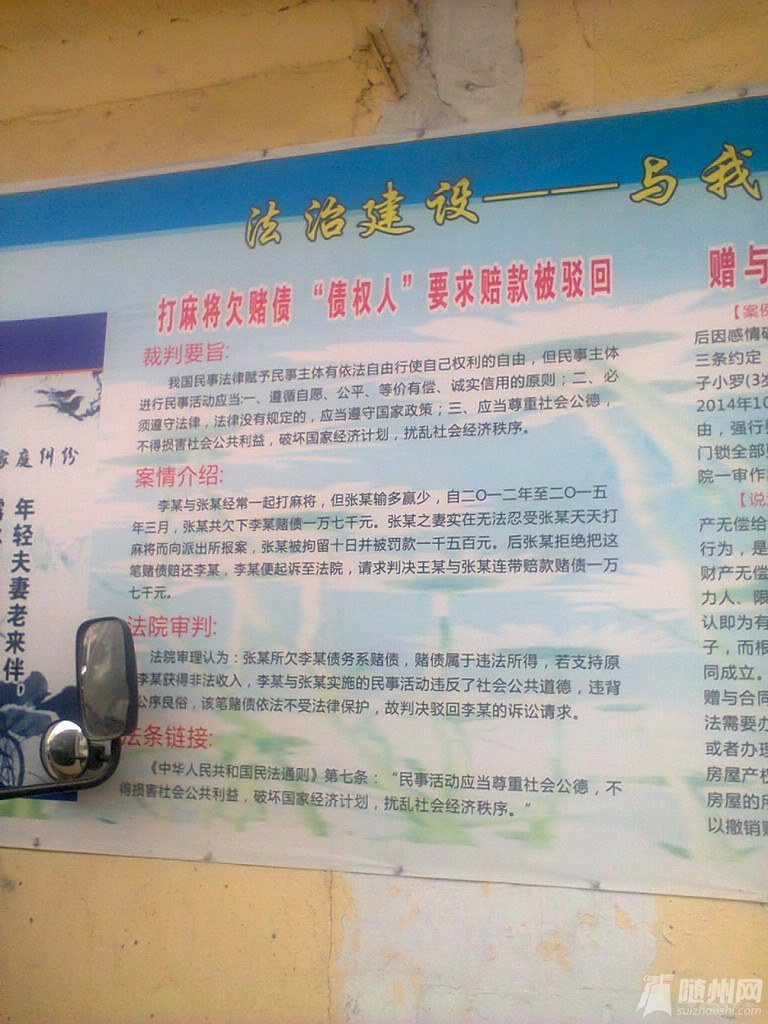 法治建设——与我
打麻将欠赌债 “债权人”要求赔款被驳回
裁判要旨:
我国民事法律赋予民事主体有依法自由行使自己权利的自由，但民事主体
进行民事活动应当:一、遵循自愿、公平、等价有偿、诚实信用的原则；二、必
须遵守法律，法律没有规定的，应当遵守国家政策；三、应当尊重社会公德，
不得损害社会公共利益，破坏国家经济计划，扰乱社会经济秩序。
案情介绍:
李某与张某经常一起打麻将，但张某输多赢少，自二O一二年至二O一五
年三月，张某共欠下李某赌债一万七千元。张某之妻实在无法忍受张某天天打
麻将而向派出所报案，张某被拘留十日并被罚款一千五百元。后张某拒绝把这
笔赌债赔还李某，李某便起诉至法院，请求判决王某与张某连带赔款赌债一万
七千元。
法院审判:
法院审理认为：张某所欠李某债务系赌债，赌债属于违法所得，若支持原
李某获得非法收入，李某与张某实施的民事活动违反了社会公共道德，违背
公序良俗，该笔赌债依法不受法律保护，故判决驳回李某的诉讼请求。
法条链接:
《中华人民共和国民法通则》第七条：“民事活动应当尊重社会公德，不
得损害社会公共利益，破坏国家经济计划，扰乱社会经济秩序。”
家庭纠纷
年轻夫妻老来伴，
赠与
【案例
后因感情破
三条约定
子小罗(3岁
2014年10
由，强行
门锁全部
院一审作
【说
产无偿给
行为，是
财产无偿
力人、限
认即为有
子，而根
同成立。
赠与合同
法需要办
或者办理
房屋产权
房屋的所
以撤销赠
随州网
suizhoushi.com